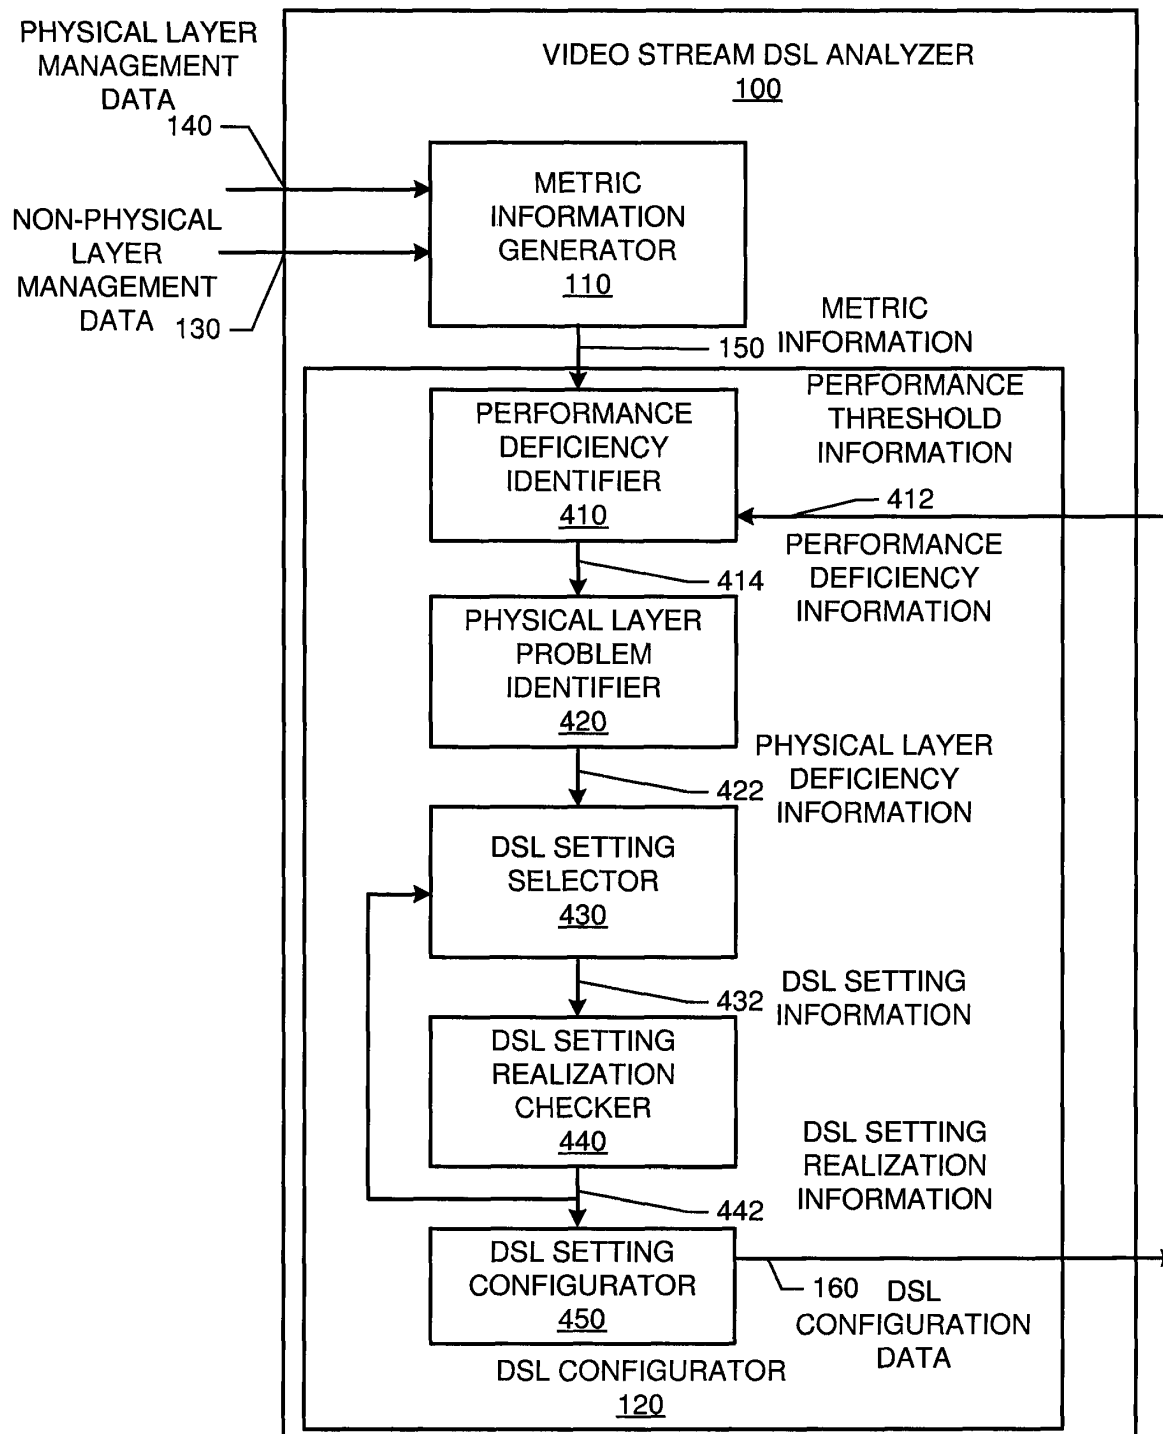 PHYSICAL LAYER
MANAGEMENT
DATA
140
VIDEO STREAM DSL ANALYZER
100
METRIC
INFORMATION
GENERATOR
110
NON-PHYSICAL
LAYER
MANAGEMENT
DATA
130
METRIC
INFORMATION
150
PERFORMANCE
DEFICIENCY
IDENTIFIER
410
PERFORMANCE
THRESHOLD
INFORMATION
412
PERFORMANCE
DEFICIENCY
INFORMATION
414
PHYSICAL LAYER
PROBLEM
IDENTIFIER
420
PHYSICAL LAYER
DEFICIENCY
INFORMATION
422
DSL SETTING
SELECTOR
430
DSL SETTING
INFORMATION
432
DSL SETTING
REALIZATION
CHECKER
440
DSL SETTING
REALIZATION
INFORMATION
442
DSL SETTING
CONFIGURATOR
450
160
DSL
CONFIGURATION
DATA
DSL CONFIGURATOR
120